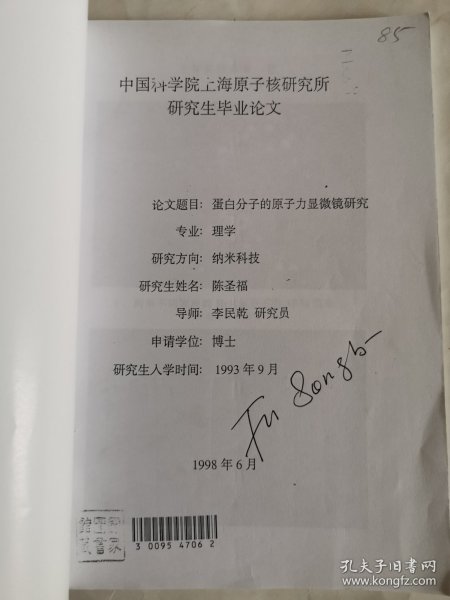 85
中国科学院上海原子核研究所
研究生毕业论文
论文题目: 蛋白分子的原子力显微镜研究
专业: 理学
研究方向: 纳米科技
研究生姓名: 陈圣福
导师: 李民乾 研究员
申请学位: 博士
研究生入学时间: 1993年9月
1998年6月
3 0095 4706 2
孔夫子旧书网
www.kongfz.com